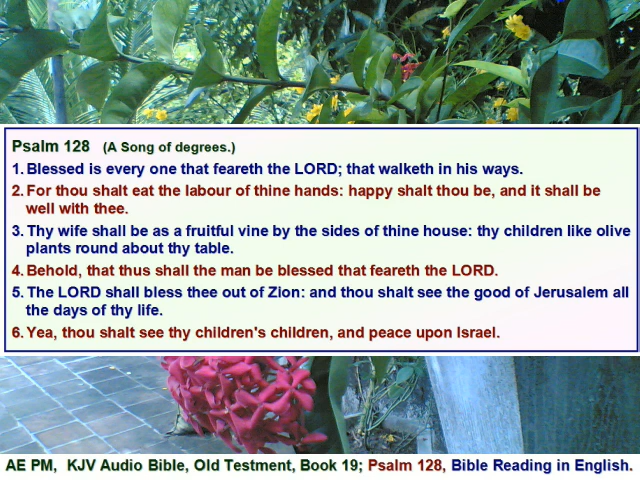 Psalm 128 (A Song of degrees.)
1. Blessed is every one that feareth the LORD; that walketh in his ways.
2. For thou shalt eat the labour of thine hands: happy shalt thou be, and it shall be
well with thee.
3. Thy wife shall be as a fruitful vine by the sides of thine house: thy children like olive
plants round about thy table.
4. Behold, that thus shall the man be blessed that feareth the LORD.
5. The LORD shall bless thee out of Zion: and thou shalt see the good of Jerusalem all
the days of thy life.
6. Yea, thou shalt see thy children's children, and peace upon Israel.
AE PM, KJV Audio Bible, Old Testment, Book 19; Psalm 128, Bible Reading in English.